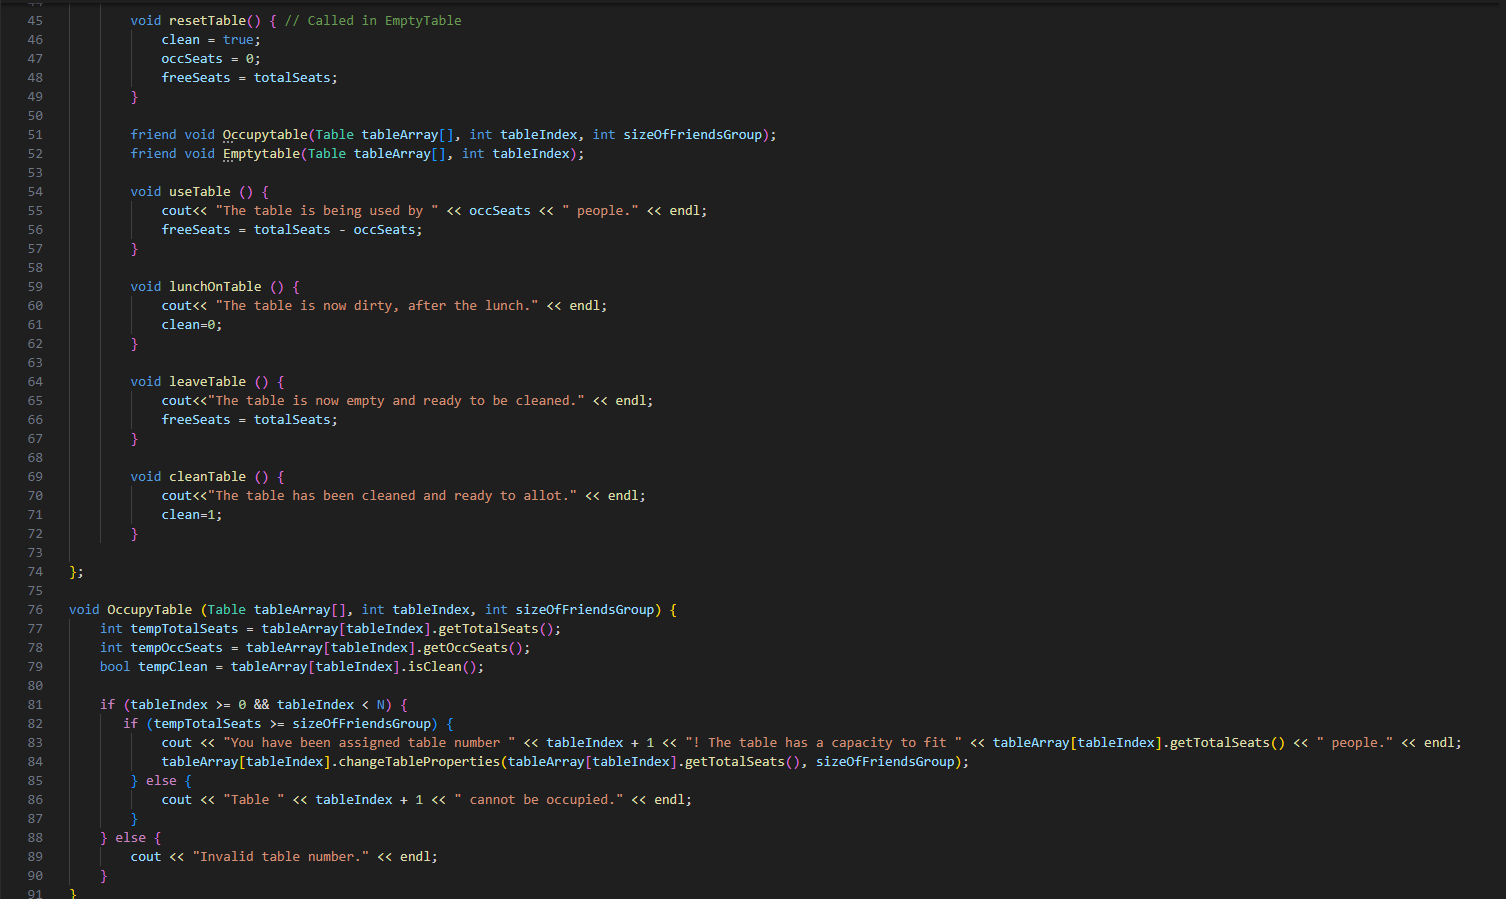 45 void resetTable() { // Called in EmptyTable
46 clean = true;
47 occSeats = 0;
48 freeSeats = totalSeats;
49 }
50
51 friend void Occupytable(Table tableArray[], int tableIndex, int sizeOfFriendsGroup);
52 friend void Emptytable(Table tableArray[], int tableIndex);
53
54 void useTable () {
55 cout<< "The table is being used by " << occSeats << " people." << endl;
56 freeSeats = totalSeats - occSeats;
57 }
58
59 void lunchOnTable () {
60 cout<< "The table is now dirty, after the lunch." << endl;
61 clean=0;
62 }
63
64 void leaveTable () {
65 cout<<"The table is now empty and ready to be cleaned." << endl;
66 freeSeats = totalSeats;
67 }
68
69 void cleanTable () {
70 cout<<"The table has been cleaned and ready to allot." << endl;
71 clean=1;
72 }
73
74 };
75
76 void OccupyTable (Table tableArray[], int tableIndex, int sizeOfFriendsGroup) {
77 int tempTotalSeats = tableArray[tableIndex].getTotalSeats();
78 int tempOccSeats = tableArray[tableIndex].getOccSeats();
79 bool tempClean = tableArray[tableIndex].isClean();
80
81 if (tableIndex >= 0 && tableIndex < N) {
82 if (tempTotalSeats >= sizeOfFriendsGroup) {
83 cout << "You have been assigned table number " << tableIndex + 1 << "! The table has a capacity to fit " << tableArray[tableIndex].getTotalSeats() << " people." << endl;
84 tableArray[tableIndex].changeTableProperties(tableArray[tableIndex].getTotalSeats(), sizeOfFriendsGroup);
85 } else {
86 cout << "Table " << tableIndex + 1 << " cannot be occupied." << endl;
87 }
88 } else {
89 cout << "Invalid table number." << endl;
90 }
91 }